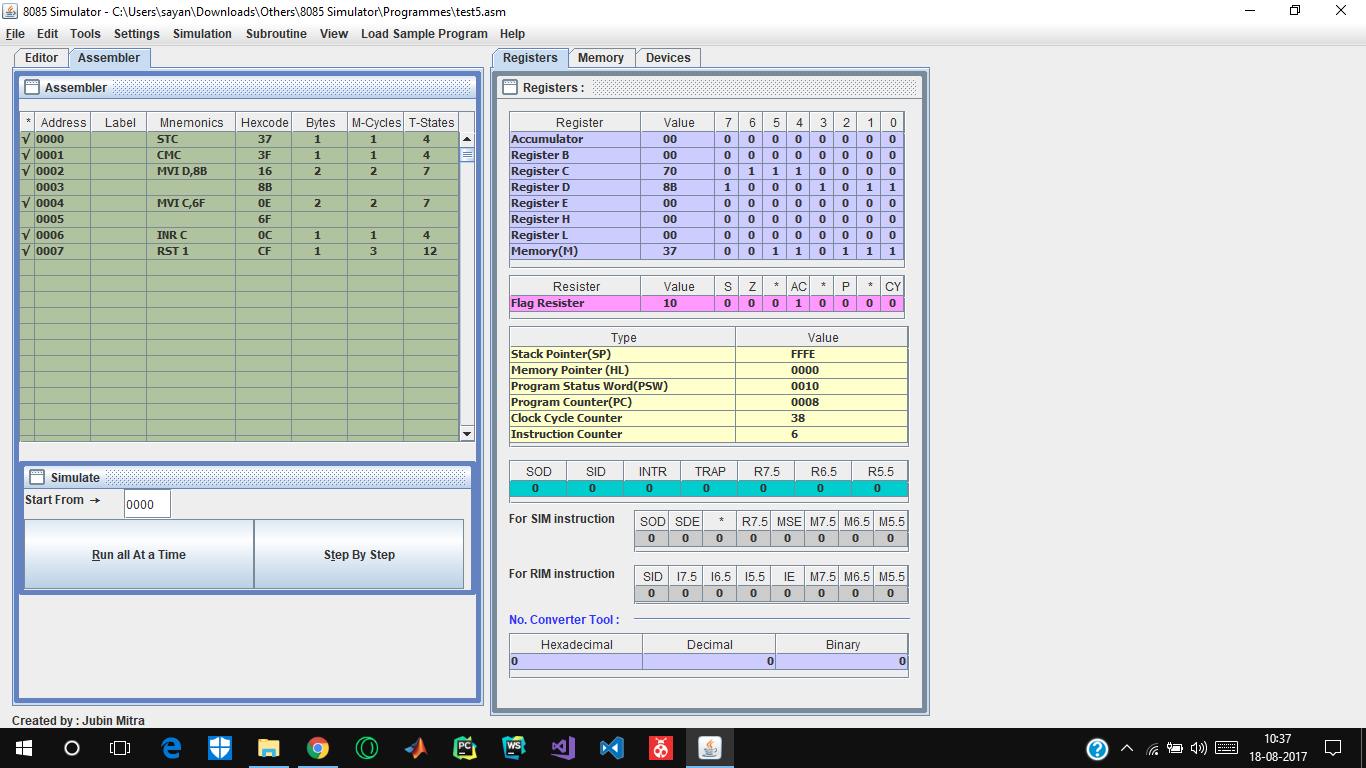 8085 Simulator - C:\Users\sayan\Downloads\Others\8085 Simulator\Programmes\test5.asm
File Edit Tools Settings Simulation Subroutine View Load Sample Program Help
Editor Assembler
Assembler
* Address Label Mnemonics Hexcode Bytes M-Cycles T-States
√ 0000 STC 37 1 1 4
√ 0001 CMC 3F 1 1 4
√ 0002 MVI D,8B 16 2 2 7
0003 8B
√ 0004 MVI C,6F 0E 2 2 7
0005 6F
√ 0006 INR C 0C 1 1 4
√ 0007 RST 1 CF 1 3 12
Simulate
Start From → 0000
Run all At a Time Step By Step
Created by : Jubin Mitra
Registers Memory Devices
Registers :
Register Value 7 6 5 4 3 2 1 0
Accumulator 00 0 0 0 0 0 0 0 0
Register B 00 0 0 0 0 0 0 0 0
Register C 70 0 1 1 1 0 0 0 0
Register D 8B 1 0 0 0 1 0 1 1
Register E 00 0 0 0 0 0 0 0 0
Register H 00 0 0 0 0 0 0 0 0
Register L 00 0 0 0 0 0 0 0 0
Memory(M) 37 0 0 1 1 0 1 1 1
Resister Value S Z * AC * P * CY
Flag Resister 10 0 0 0 1 0 0 0 0
Type Value
Stack Pointer(SP) FFFE
Memory Pointer (HL) 0000
Program Status Word(PSW) 0010
Program Counter(PC) 0008
Clock Cycle Counter 38
Instruction Counter 6
SOD SID INTR TRAP R7.5 R6.5 R5.5
0 0 0 0 0 0 0
For SIM instruction
SOD SDE * R7.5 MSE M7.5 M6.5 M5.5
0 0 0 0 0 0 0 0
For RIM instruction
SID I7.5 I6.5 I5.5 IE M7.5 M6.5 M5.5
0 0 0 0 0 0 0 0
No. Converter Tool :
Hexadecimal Decimal Binary
0 0 0
PC WS
10:37
18-08-2017